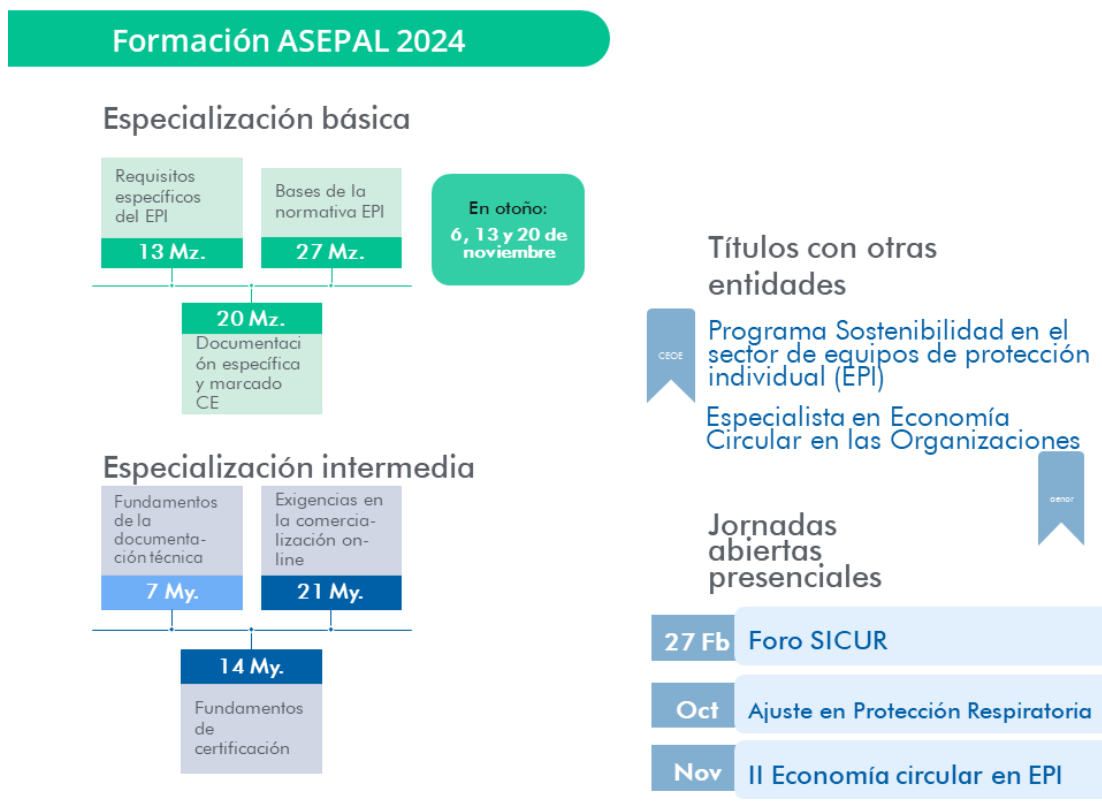 Formación ASEPAL 2024
Especialización básica
Requisitos
específicos
del EPI
13 Mz.
Bases de la
normativa EPI
27 Mz.
20 Mz.
Documentaci
ón específica
y marcado
CE
En otoño:
6, 13 y 20 de
noviembre
Especialización intermedia
Fundamentos
de la
documenta-
ción técnica
7 My.
Exigencias en
la comercia-
lización on-
line
21 My.
14 My.
Fundamentos
de
certificación
Títulos con otras
entidades
CEOE
Programa Sostenibilidad en el
sector de equipos de protección
individual (EPI)
Especialista en Economía
Circular en las Organizaciones
aenor
Jornadas
abiertas
presenciales
27 Fb Foro SICUR
Oct Ajuste en Protección Respiratoria
Nov II Economía circular en EPI